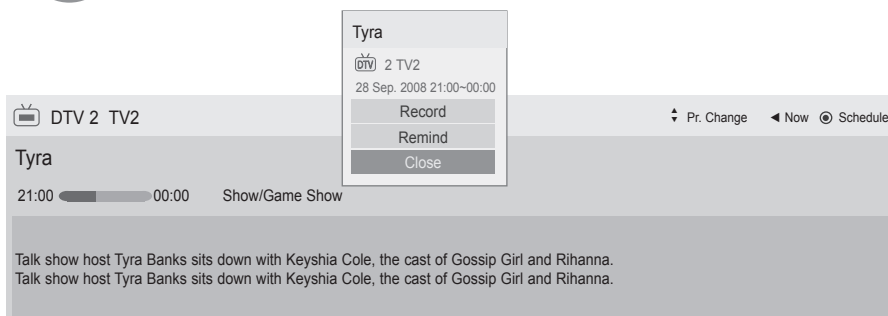 Tyra
DTV 2 TV2
28 Sep. 2008 21:00~00:00
Record
Remind
Close
DTV 2 TV2
Pr. Change Now Schedule
Tyra
21:00 00:00 Show/Game Show
Talk show host Tyra Banks sits down with Keyshia Cole, the cast of Gossip Girl and Rihanna.
Talk show host Tyra Banks sits down with Keyshia Cole, the cast of Gossip Girl and Rihanna.